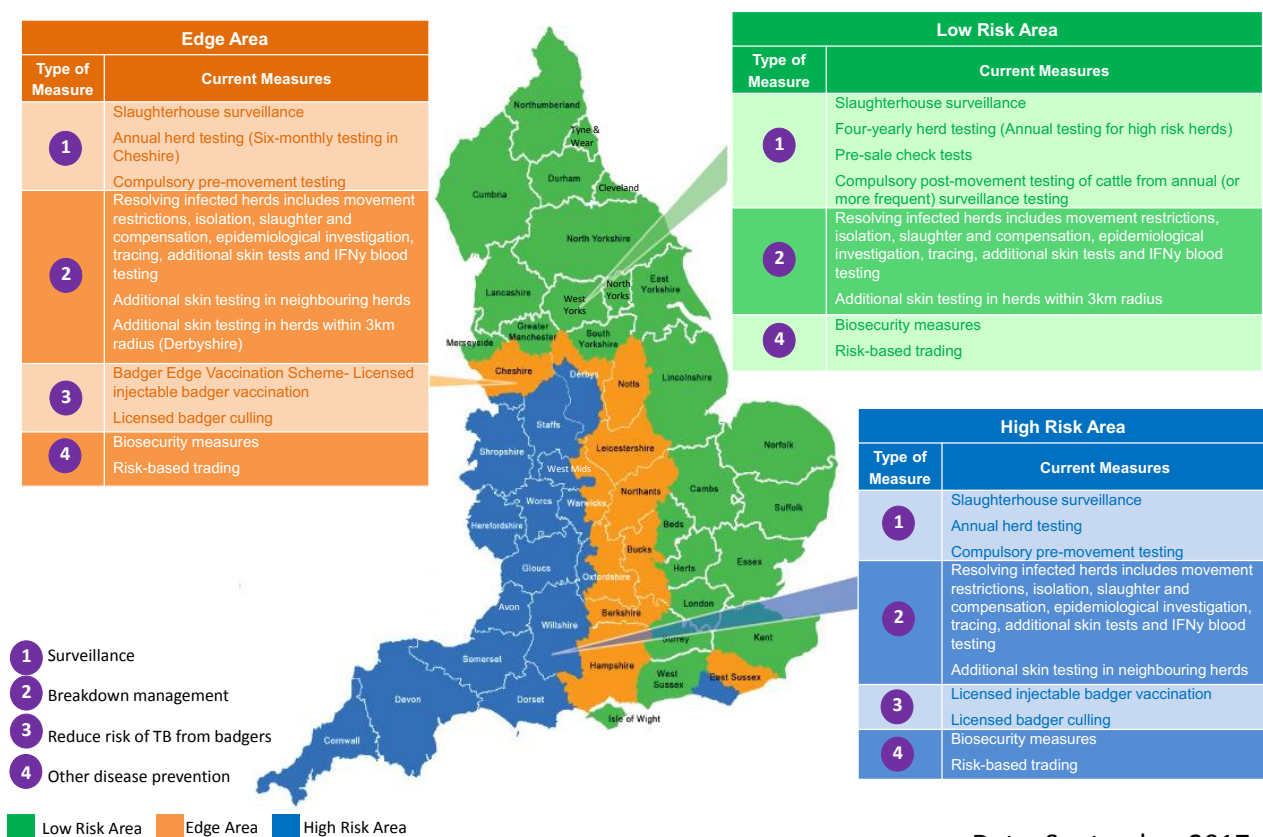 Edge Area
Type of
Measure
Current Measures
1
Slaughterhouse surveillance
Annual herd testing (Six-monthly testing in
Cheshire)
Compulsory pre-movement testing
2
Resolving infected herds includes movement
restrictions, isolation, slaughter and
compensation, epidemiological investigation,
tracing, additional skin tests and IFNy blood
testing
Additional skin testing in neighbouring herds
Additional skin testing in herds within 3km
radius (Derbyshire)
3
Badger Edge Vaccination Scheme- Licensed
injectable badger vaccination
Licensed badger culling
4
Biosecurity measures
Risk-based trading
Low Risk Area
Type of
Measure
Current Measures
1
Slaughterhouse surveillance
Four-yearly herd testing (Annual testing for high risk herds)
Pre-sale check tests
Compulsory post-movement testing of cattle from annual (or
more frequent) surveillance testing
2
Resolving infected herds includes movement restrictions,
isolation, slaughter and compensation, epidemiological
investigation, tracing, additional skin tests and IFNy blood
testing
Additional skin testing in herds within 3km radius
4
Biosecurity measures
Risk-based trading
High Risk Area
Type of
Measure
Current Measures
1
Slaughterhouse surveillance
Annual herd testing
Compulsory pre-movement testing
2
Resolving infected herds includes movement
restrictions, isolation, slaughter and
compensation, epidemiological investigation,
tracing, additional skin tests and IFNy blood
testing
Additional skin testing in neighbouring herds
3
Licensed injectable badger vaccination
Licensed badger culling
4
Biosecurity measures
Risk-based trading
Northumberland
Tyne &
Wear
Durham
Cleveland
Cumbria
North Yorkshire
Lancashire
West
Yorks
North
Yorks
East
Yorkshire
Greater
Manchester
South
Yorkshire
Merseyside
Cheshire
Derbys
Notts
Lincolnshire
Staffs
Shropshire
Leicestershire
Norfolk
West Mids
Worcs
Warwicks
Northants
Cambs
Suffolk
Herefordshire
Beds
Bucks
Gloucs
Oxfordshire
Herts
Essex
Avon
Berkshire
London
Wiltshire
Surrey
Kent
Somerset
Hampshire
West
Sussex
East Sussex
Devon
Dorset
Isle of Wight
Cornwall
1 Surveillance
2 Breakdown management
3 Reduce risk of TB from badgers
4 Other disease prevention
Low Risk Area Edge Area High Risk Area